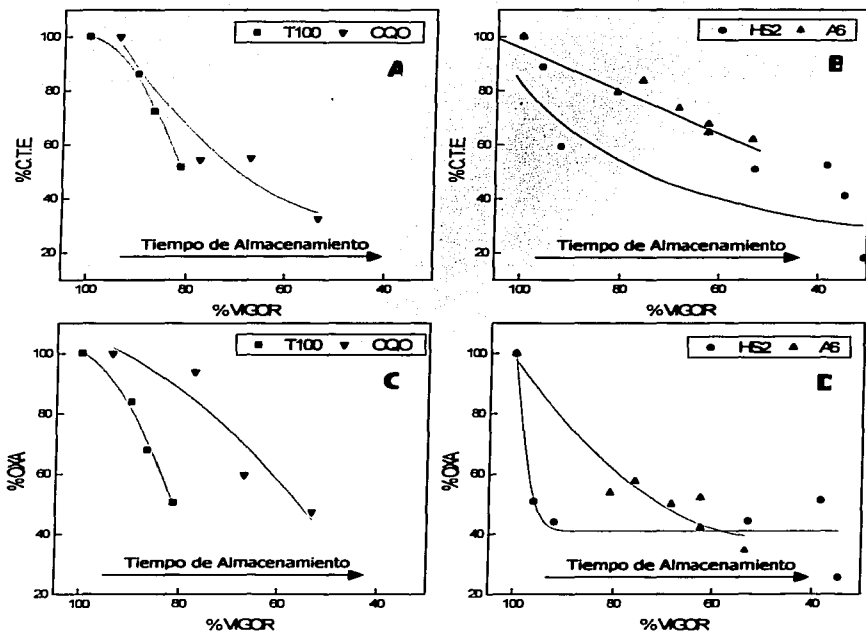 T100 CQO
A
%C.T.E
100
80
60
40
20
Tiempo de Almacenamiento
100 80 60 40
%VIGOR
HS2 A6
B
%C.T.E
100
80
60
40
20
Tiempo de Almacenamiento
100 80 60 40
%VIGOR
T100 CQO
C
%OXA
100
80
60
40
20
Tiempo de Almacenamiento
100 80 60 40
%VIGOR
HS2 A6
D
%OXA
100
80
60
40
20
Tiempo de Almacenamiento
100 80 60 40
%VIGOR